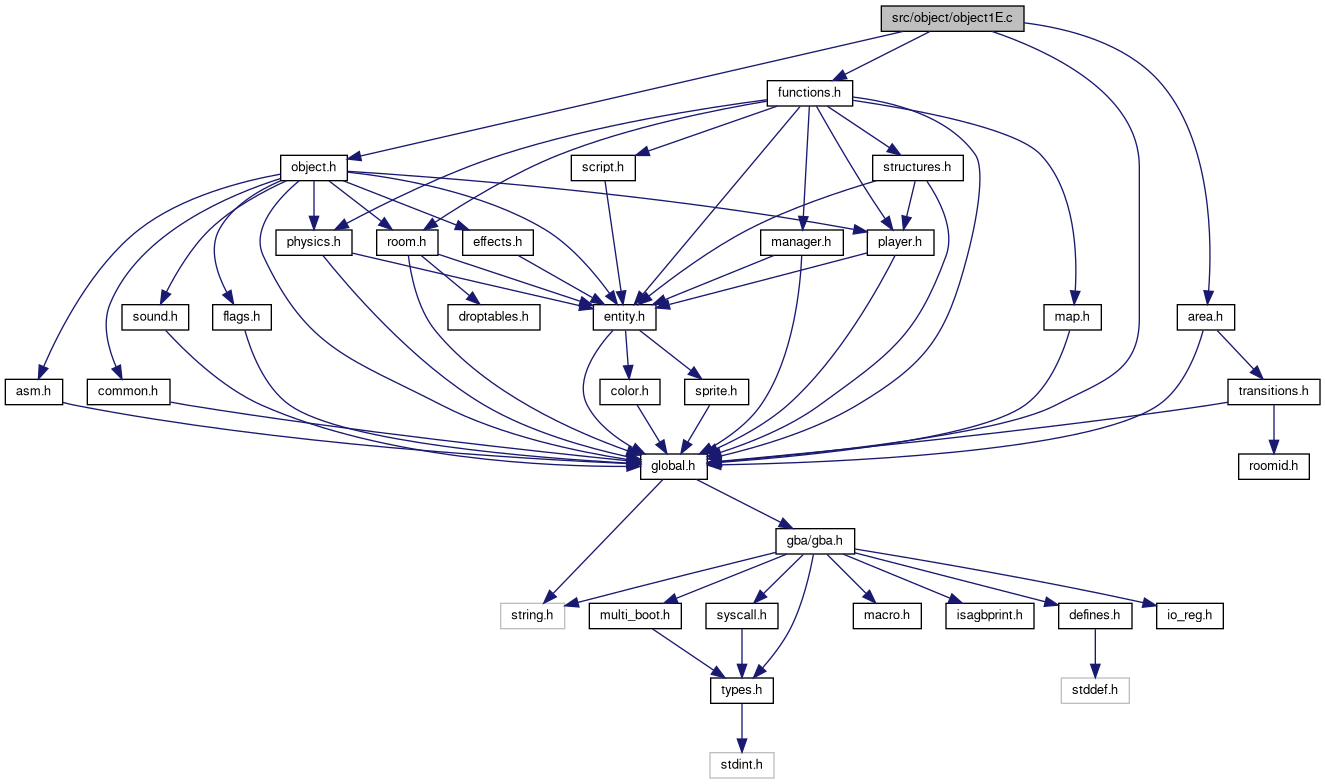 src/object/object1E.c
functions.h
object.h
script.h
structures.h
physics.h
room.h
effects.h
manager.h
player.h
sound.h
flags.h
droptables.h
entity.h
map.h
area.h
asm.h
common.h
color.h
sprite.h
transitions.h
global.h
roomid.h
gba/gba.h
string.h
multi_boot.h
syscall.h
macro.h
isagbprint.h
defines.h
io_reg.h
types.h
stddef.h
stdint.h